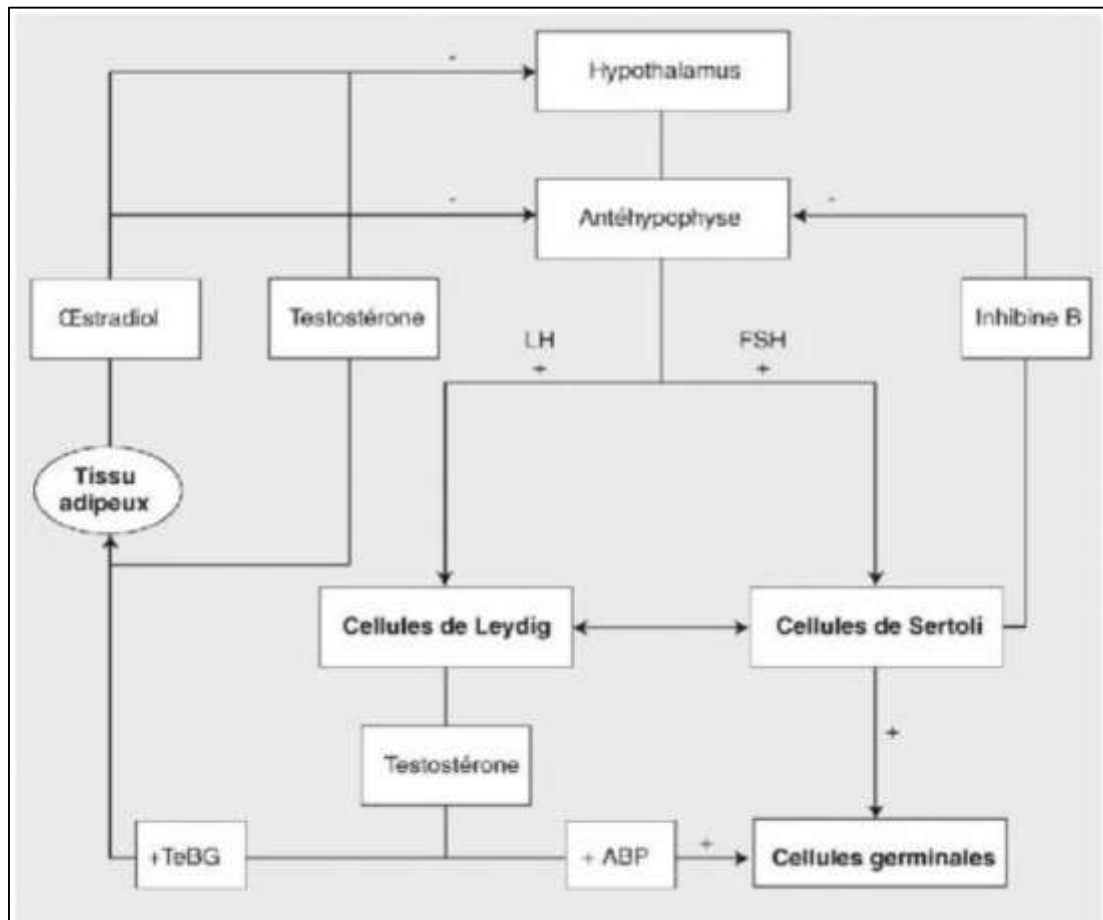 -
Hypothalamus
-
Antéhypophyse
-
Œstradiol
Testostérone
Inhibine B
LH
+
FSH
+
Tissu
adipeux
Cellules de Leydig
Cellules de Sertoli
+
Testostérone
+TeBG
+ ABP
+
Cellules germinales